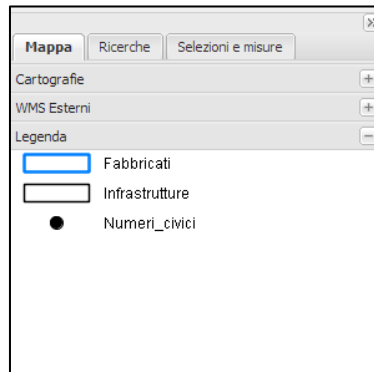 Mappa Ricerche Selezioni e misure
Cartografie
WMS Esterni
Legenda
Fabbricati
Infrastrutture
Numeri_civici